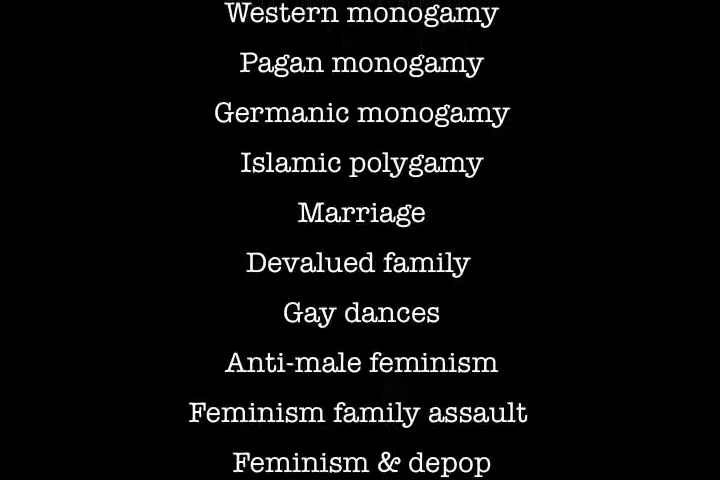 Western monogamy
Pagan monogamy
Germanic monogamy
Islamic polygamy
Marriage
Devalued family
Gay dances
Anti-male feminism
Feminism family assault
Feminism & depop